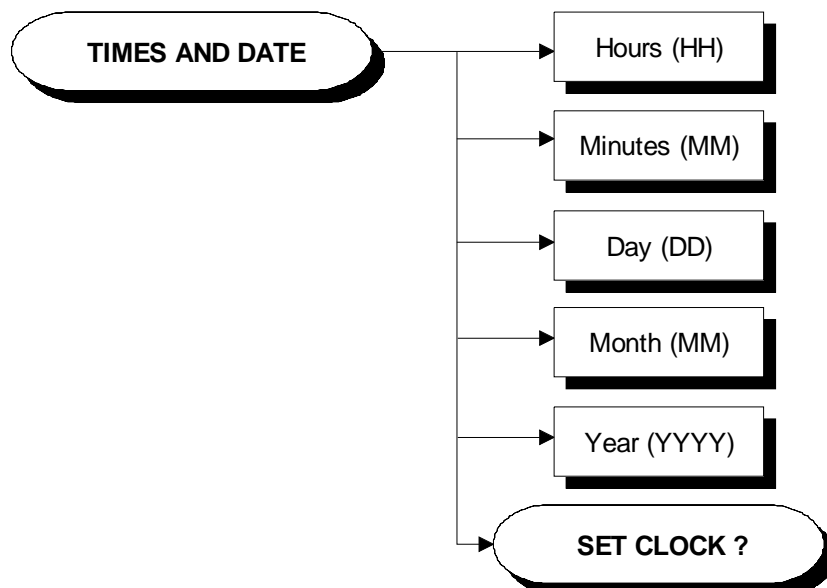 TIMES AND DATE
Hours (HH)
Minutes (MM)
Day (DD)
Month (MM)
Year (YYYY)
SET CLOCK ?